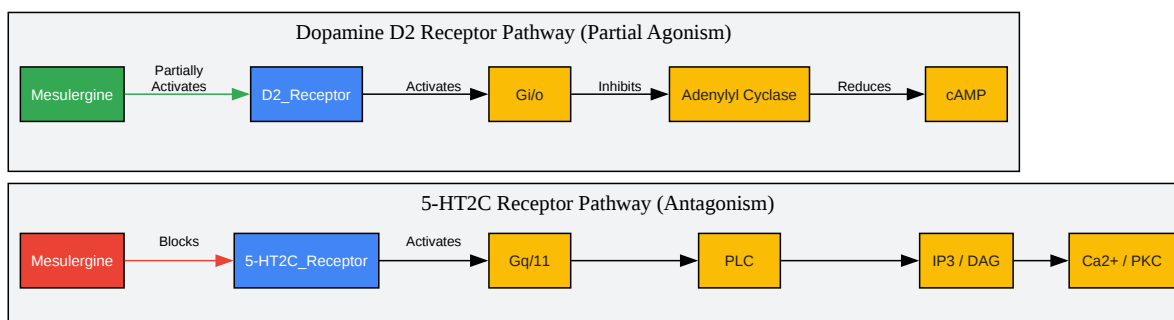 Dopamine D2 Receptor Pathway (Partial Agonism)
Mesulergine
Partially
Activates
D2_Receptor
Activates
Gi/o
Inhibits
Adenylyl Cyclase
Reduces
cAMP
5-HT2C Receptor Pathway (Antagonism)
Mesulergine
Blocks
5-HT2C_Receptor
Activates
Gq/11
PLC
IP3 / DAG
Ca2+ / PKC